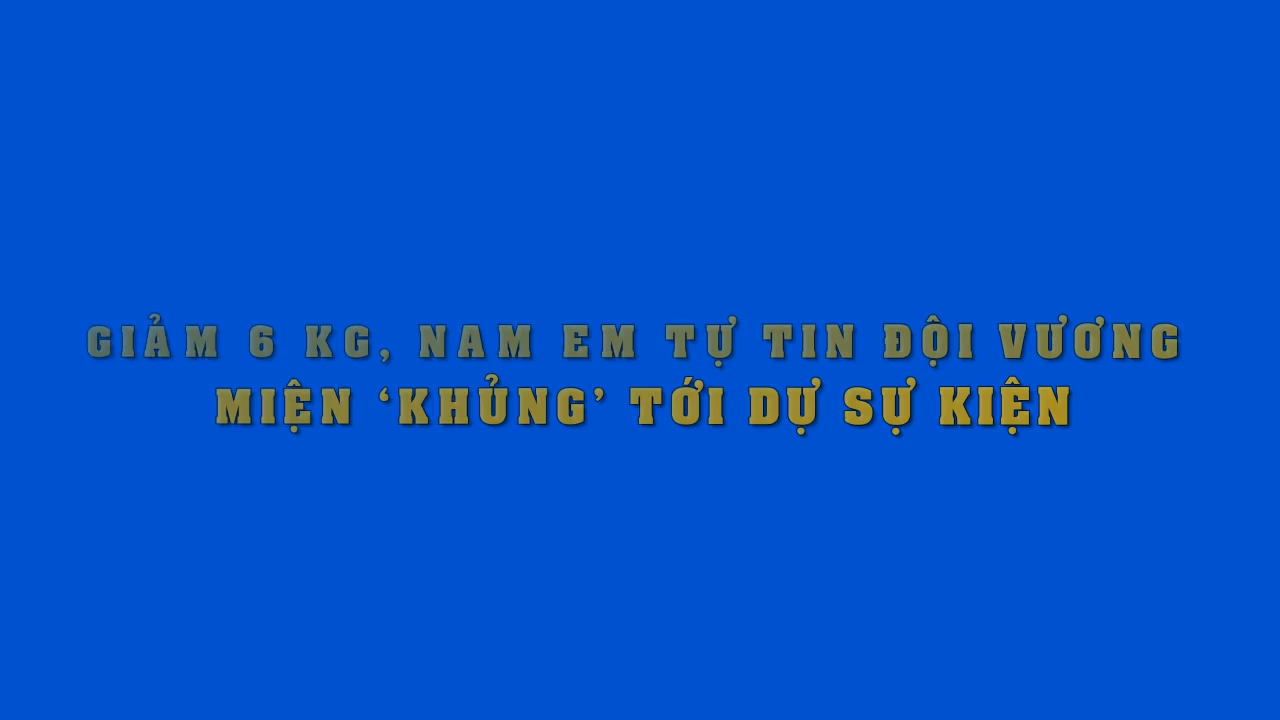 GIẢM 6 KG, NAM EM TỰ TIN ĐỘI VƯƠNG
MIỆN ‘KHỦNG’ TỚI DỰ SỰ KIỆN